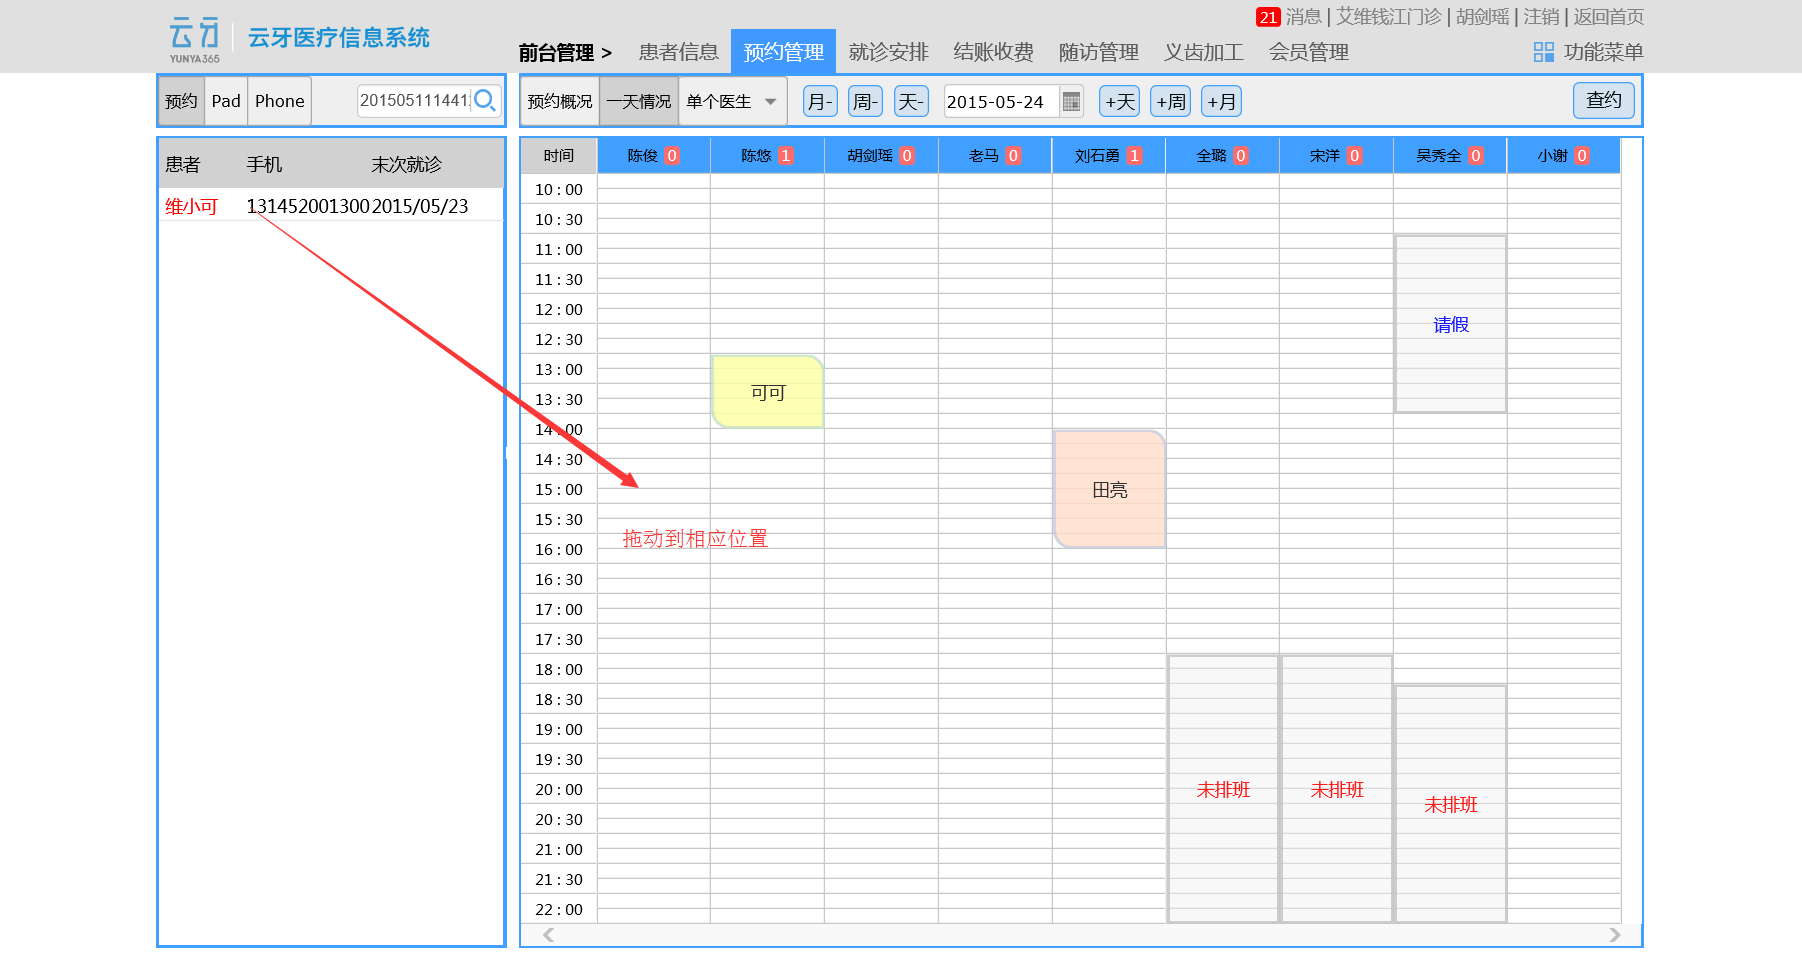 云牙
YUNYA365
云牙医疗信息系统
21 消息 | 艾维钱江门诊 | 胡剑瑶 | 注销 | 返回首页
前台管理 > 患者信息 预约管理 就诊安排 结账收费 随访管理 义齿加工 会员管理 功能菜单
预约 Pad Phone 2015051114412
预约概况 一天情况 单个医生 月- 周- 天- 2015-05-24 +天 +周 +月 查约
患者 手机 末次就诊
维小可 131452001300 2015/05/23
时间 陈俊 0 陈悠 1 胡剑瑶 0 老马 0 刘石勇 1 全璐 0 宋洋 0 吴秀全 0 小谢 0
10 : 00
10 : 30
11 : 00
11 : 30
12 : 00
请假
12 : 30
13 : 00
可可
13 : 30
14 : 00
14 : 30
15 : 00
田亮
15 : 30
拖动到相应位置
16 : 00
16 : 30
17 : 00
17 : 30
18 : 00
18 : 30
19 : 00
19 : 30
20 : 00 未排班 未排班
未排班
20 : 30
21 : 00
21 : 30
22 : 00